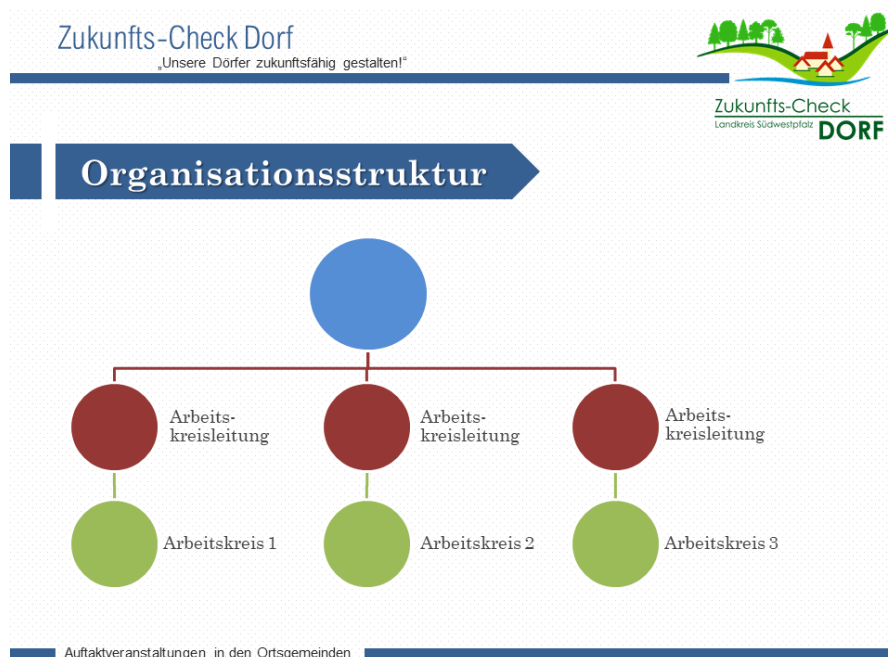 Zukunfts-Check Dorf
„Unsere Dörfer zukunftsfähig gestalten!“
Zukunfts-Check
Landkreis Südwestpfalz
DORF
Organisationsstruktur
Arbeits-
kreisleitung
Arbeits-
kreisleitung
Arbeits-
kreisleitung
Arbeitskreis 1
Arbeitskreis 2
Arbeitskreis 3
Auftaktveranstaltungen in den Ortsgemeinden